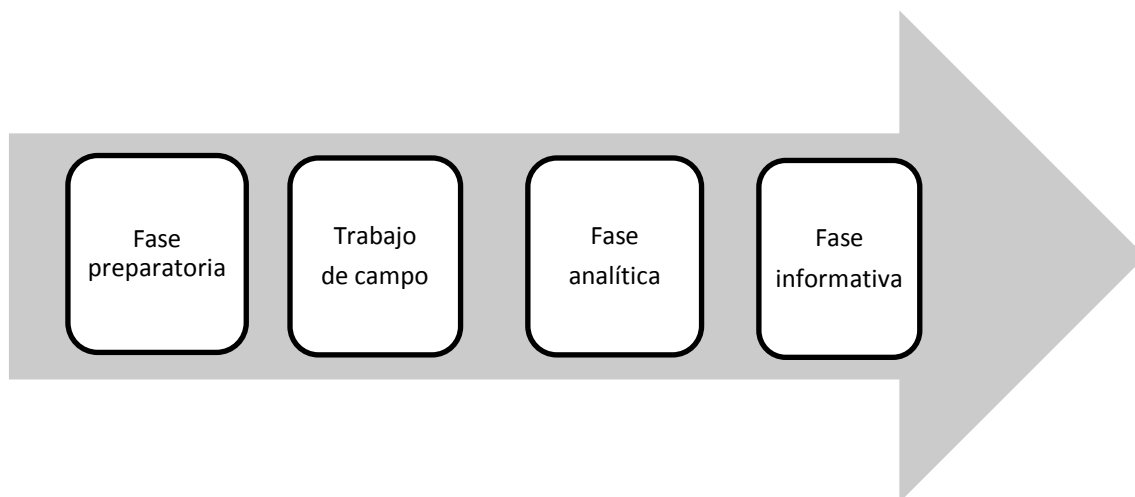 Fase
preparatoria
Trabajo
de campo
Fase
analítica
Fase
informativa